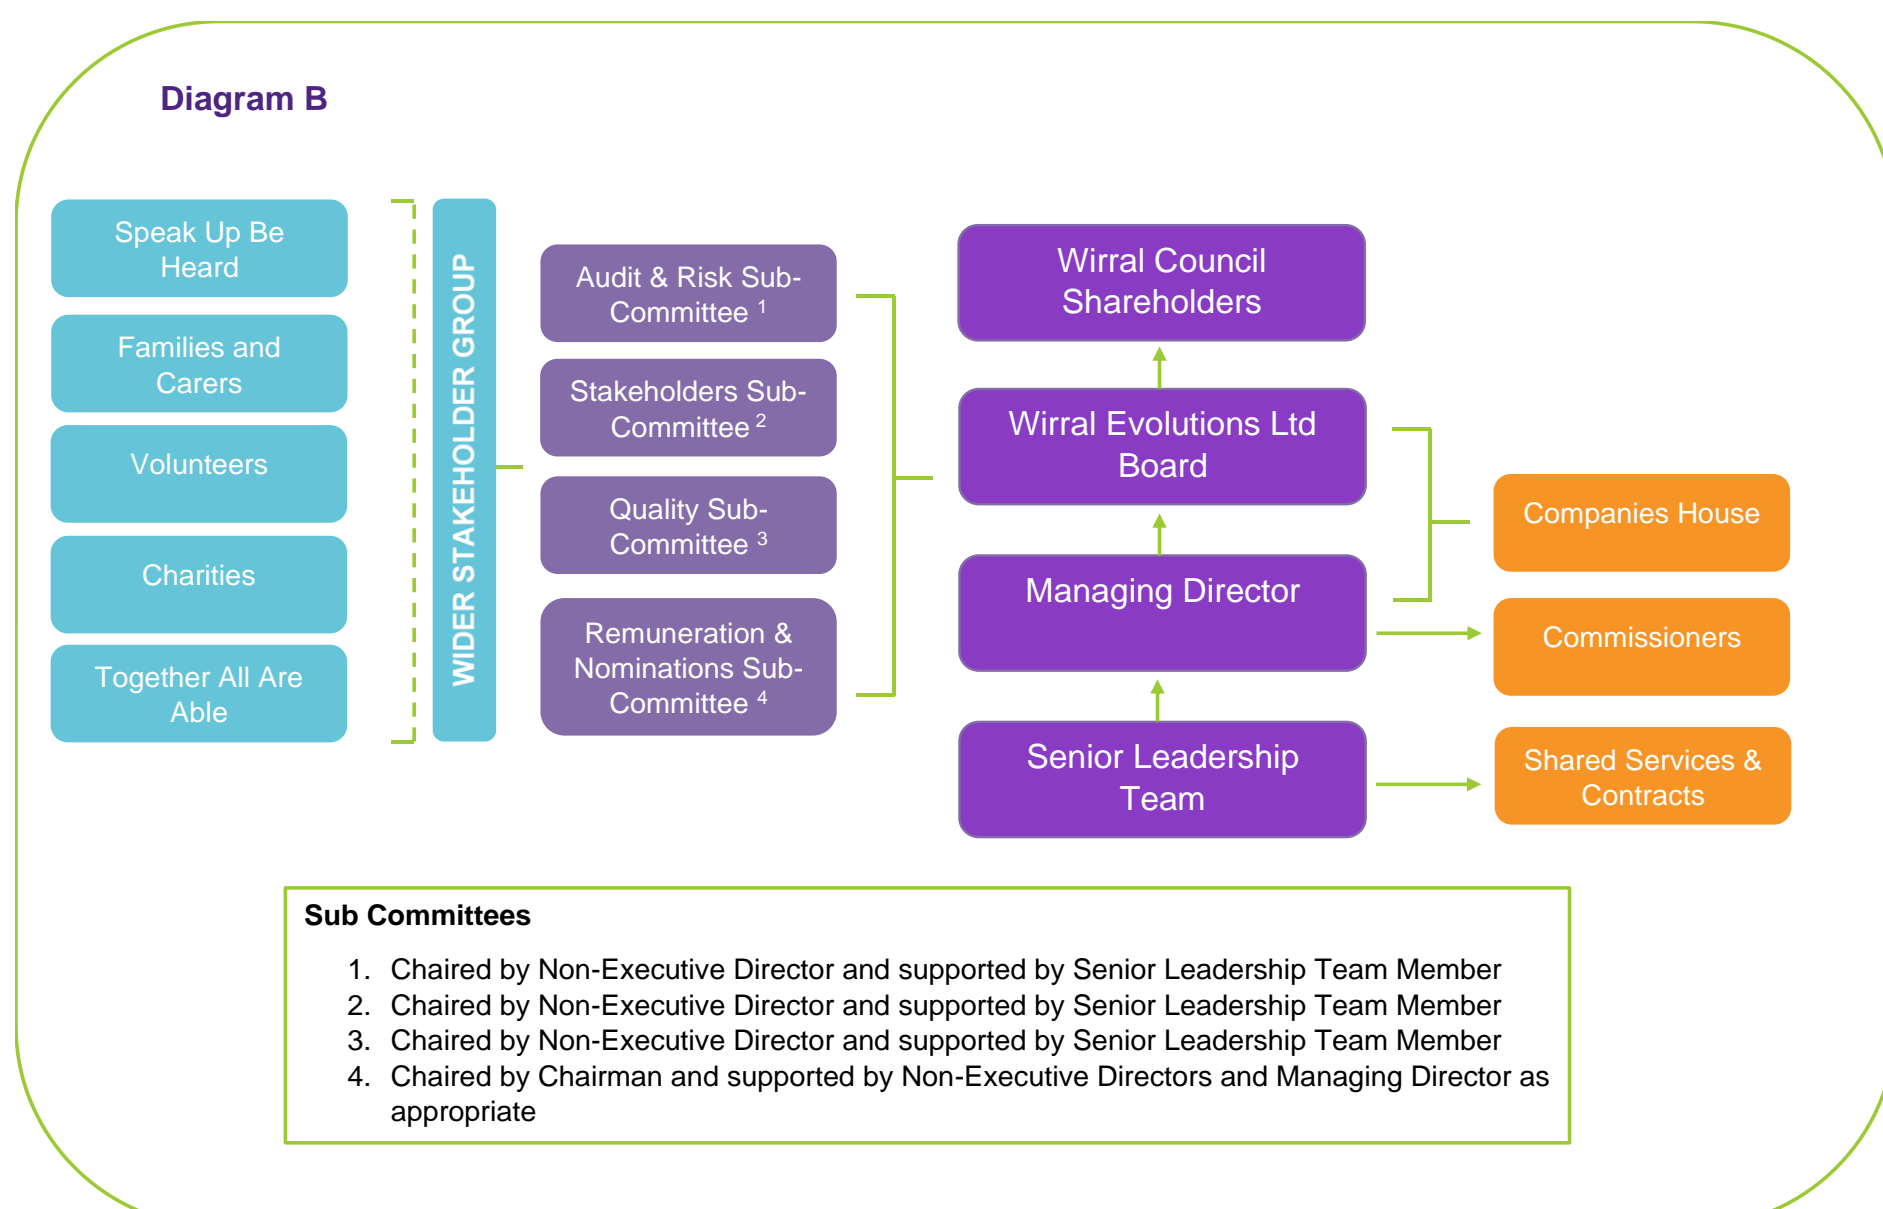 Diagram B
Speak Up Be
Heard
Families and
Carers
Volunteers
Charities
Together All Are
Able
WIDER STAKEHOLDER GROUP
Audit & Risk Sub-
Committee 1
Stakeholders Sub-
Committee 2
Quality Sub-
Committee 3
Remuneration &
Nominations Sub-
Committee 4
Wirral Council
Shareholders
Wirral Evolutions Ltd
Board
Managing Director
Senior Leadership
Team
Companies House
Commissioners
Shared Services &
Contracts
Sub Committees
1. Chaired by Non-Executive Director and supported by Senior Leadership Team Member
2. Chaired by Non-Executive Director and supported by Senior Leadership Team Member
3. Chaired by Non-Executive Director and supported by Senior Leadership Team Member
4. Chaired by Chairman and supported by Non-Executive Directors and Managing Director as
appropriate